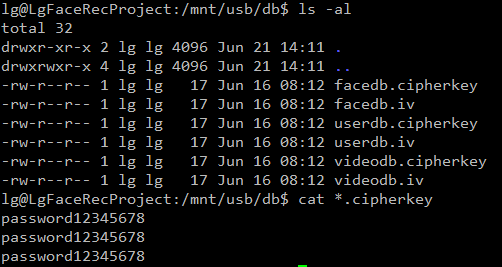 lg@LgFaceRecProject:/mnt/usb/db$ ls -al
total 32
drwxr-xr-x 2 lg lg 4096 Jun 21 14:11 .
drwxrwxr-x 4 lg lg 4096 Jun 21 14:11 ..
-rw-r--r-- 1 lg lg   17 Jun 16 08:12 facedb.cipherkey
-rw-r--r-- 1 lg lg   17 Jun 16 08:12 facedb.iv
-rw-r--r-- 1 lg lg   17 Jun 16 08:12 userdb.cipherkey
-rw-r--r-- 1 lg lg   17 Jun 16 08:12 userdb.iv
-rw-r--r-- 1 lg lg   17 Jun 16 08:12 videodb.cipherkey
-rw-r--r-- 1 lg lg   17 Jun 16 08:12 videodb.iv
lg@LgFaceRecProject:/mnt/usb/db$ cat *.cipherkey
password12345678
password12345678
password12345678